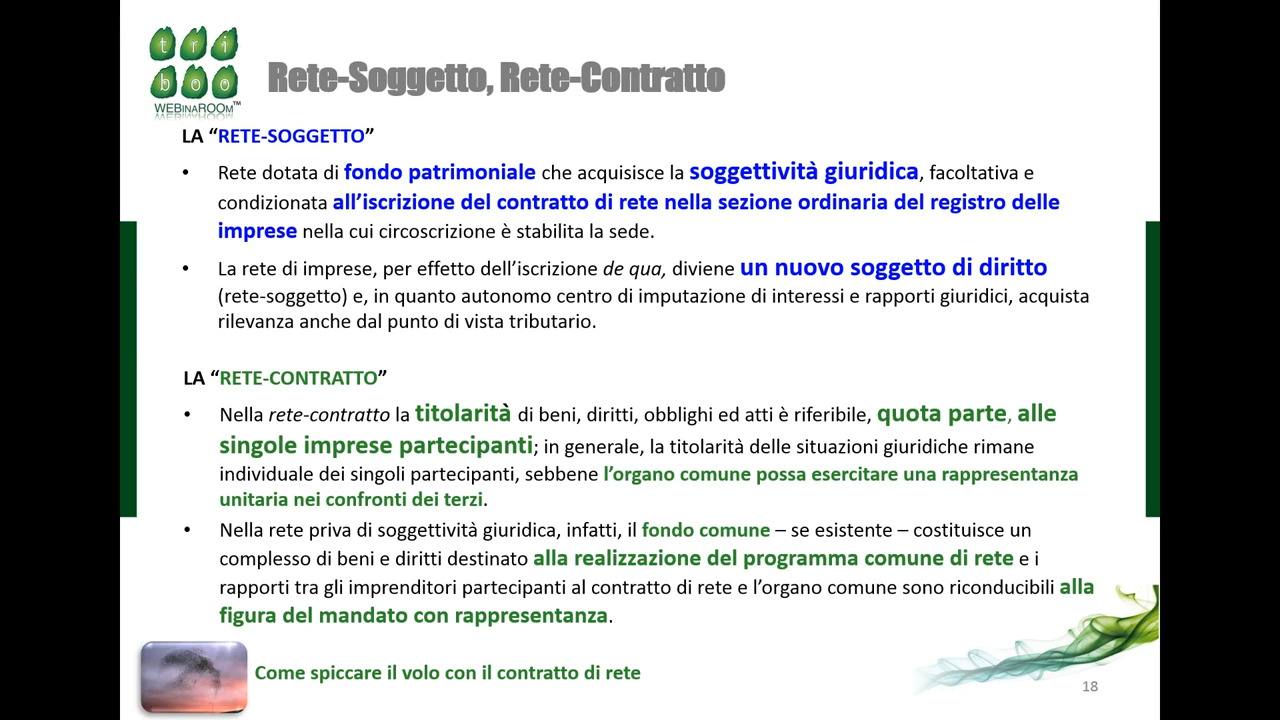 tri
boo
WEBinaROOm™
Rete-Soggetto, Rete-Contratto
LA “RETE-SOGGETTO”
• Rete dotata di fondo patrimoniale che acquisisce la soggettività giuridica, facoltativa e
condizionata all’iscrizione del contratto di rete nella sezione ordinaria del registro delle
imprese nella cui circoscrizione è stabilita la sede.
• La rete di imprese, per effetto dell’iscrizione de qua, diviene un nuovo soggetto di diritto
(rete-soggetto) e, in quanto autonomo centro di imputazione di interessi e rapporti giuridici, acquista
rilevanza anche dal punto di vista tributario.
LA “RETE-CONTRATTO”
• Nella rete-contratto la titolarità di beni, diritti, obblighi ed atti è riferibile, quota parte, alle
singole imprese partecipanti; in generale, la titolarità delle situazioni giuridiche rimane
individuale dei singoli partecipanti, sebbene l’organo comune possa esercitare una rappresentanza
unitaria nei confronti dei terzi.
• Nella rete priva di soggettività giuridica, infatti, il fondo comune – se esistente – costituisce un
complesso di beni e diritti destinato alla realizzazione del programma comune di rete e i
rapporti tra gli imprenditori partecipanti al contratto di rete e l’organo comune sono riconducibili alla
figura del mandato con rappresentanza.
Come spiccare il volo con il contratto di rete
18